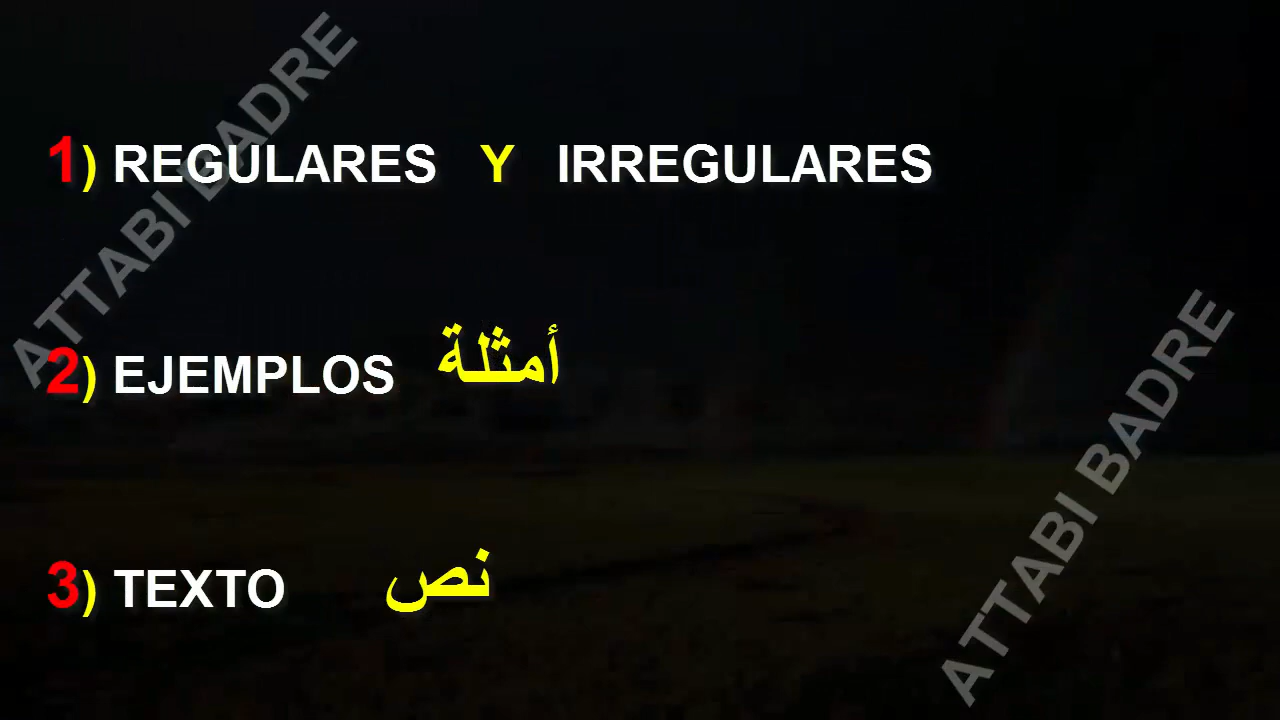 1) REGULARES Y IRREGULARES
2) EJEMPLOS أمثلة
3) TEXTO نص
ATTABI BADRE
ATTABI BADRE